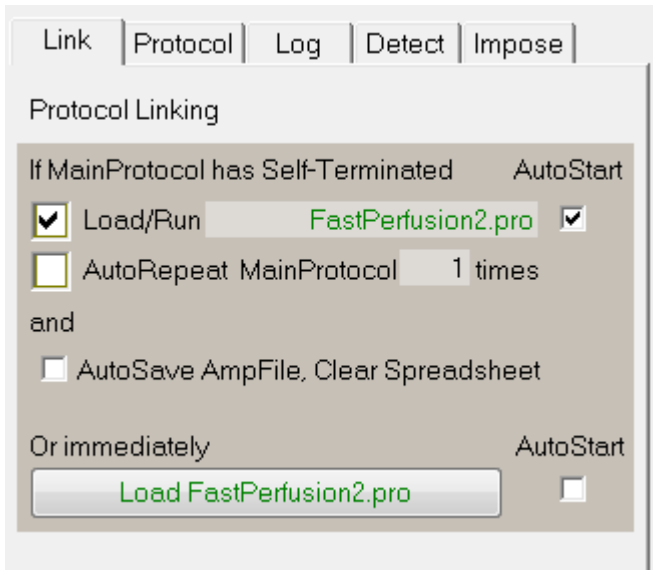 Link Protocol Log Detect Impose
Protocol Linking
If MainProtocol has Self-Terminated AutoStart
Load/Run FastPerfusion2.pro
AutoRepeat MainProtocol 1 times
and
AutoSave AmpFile, Clear Spreadsheet
Or immediately AutoStart
Load FastPerfusion2.pro